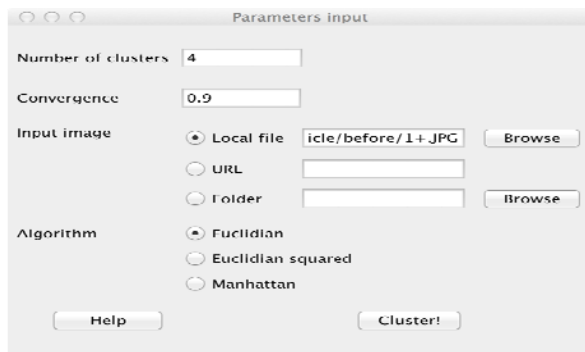 Parameters input
Number of clusters 4
Convergence 0.9
Input image Local file icle/before/1+.JPG Browse
URL
Folder Browse
Algorithm Euclidian
Euclidian squared
Manhattan
Help Cluster!